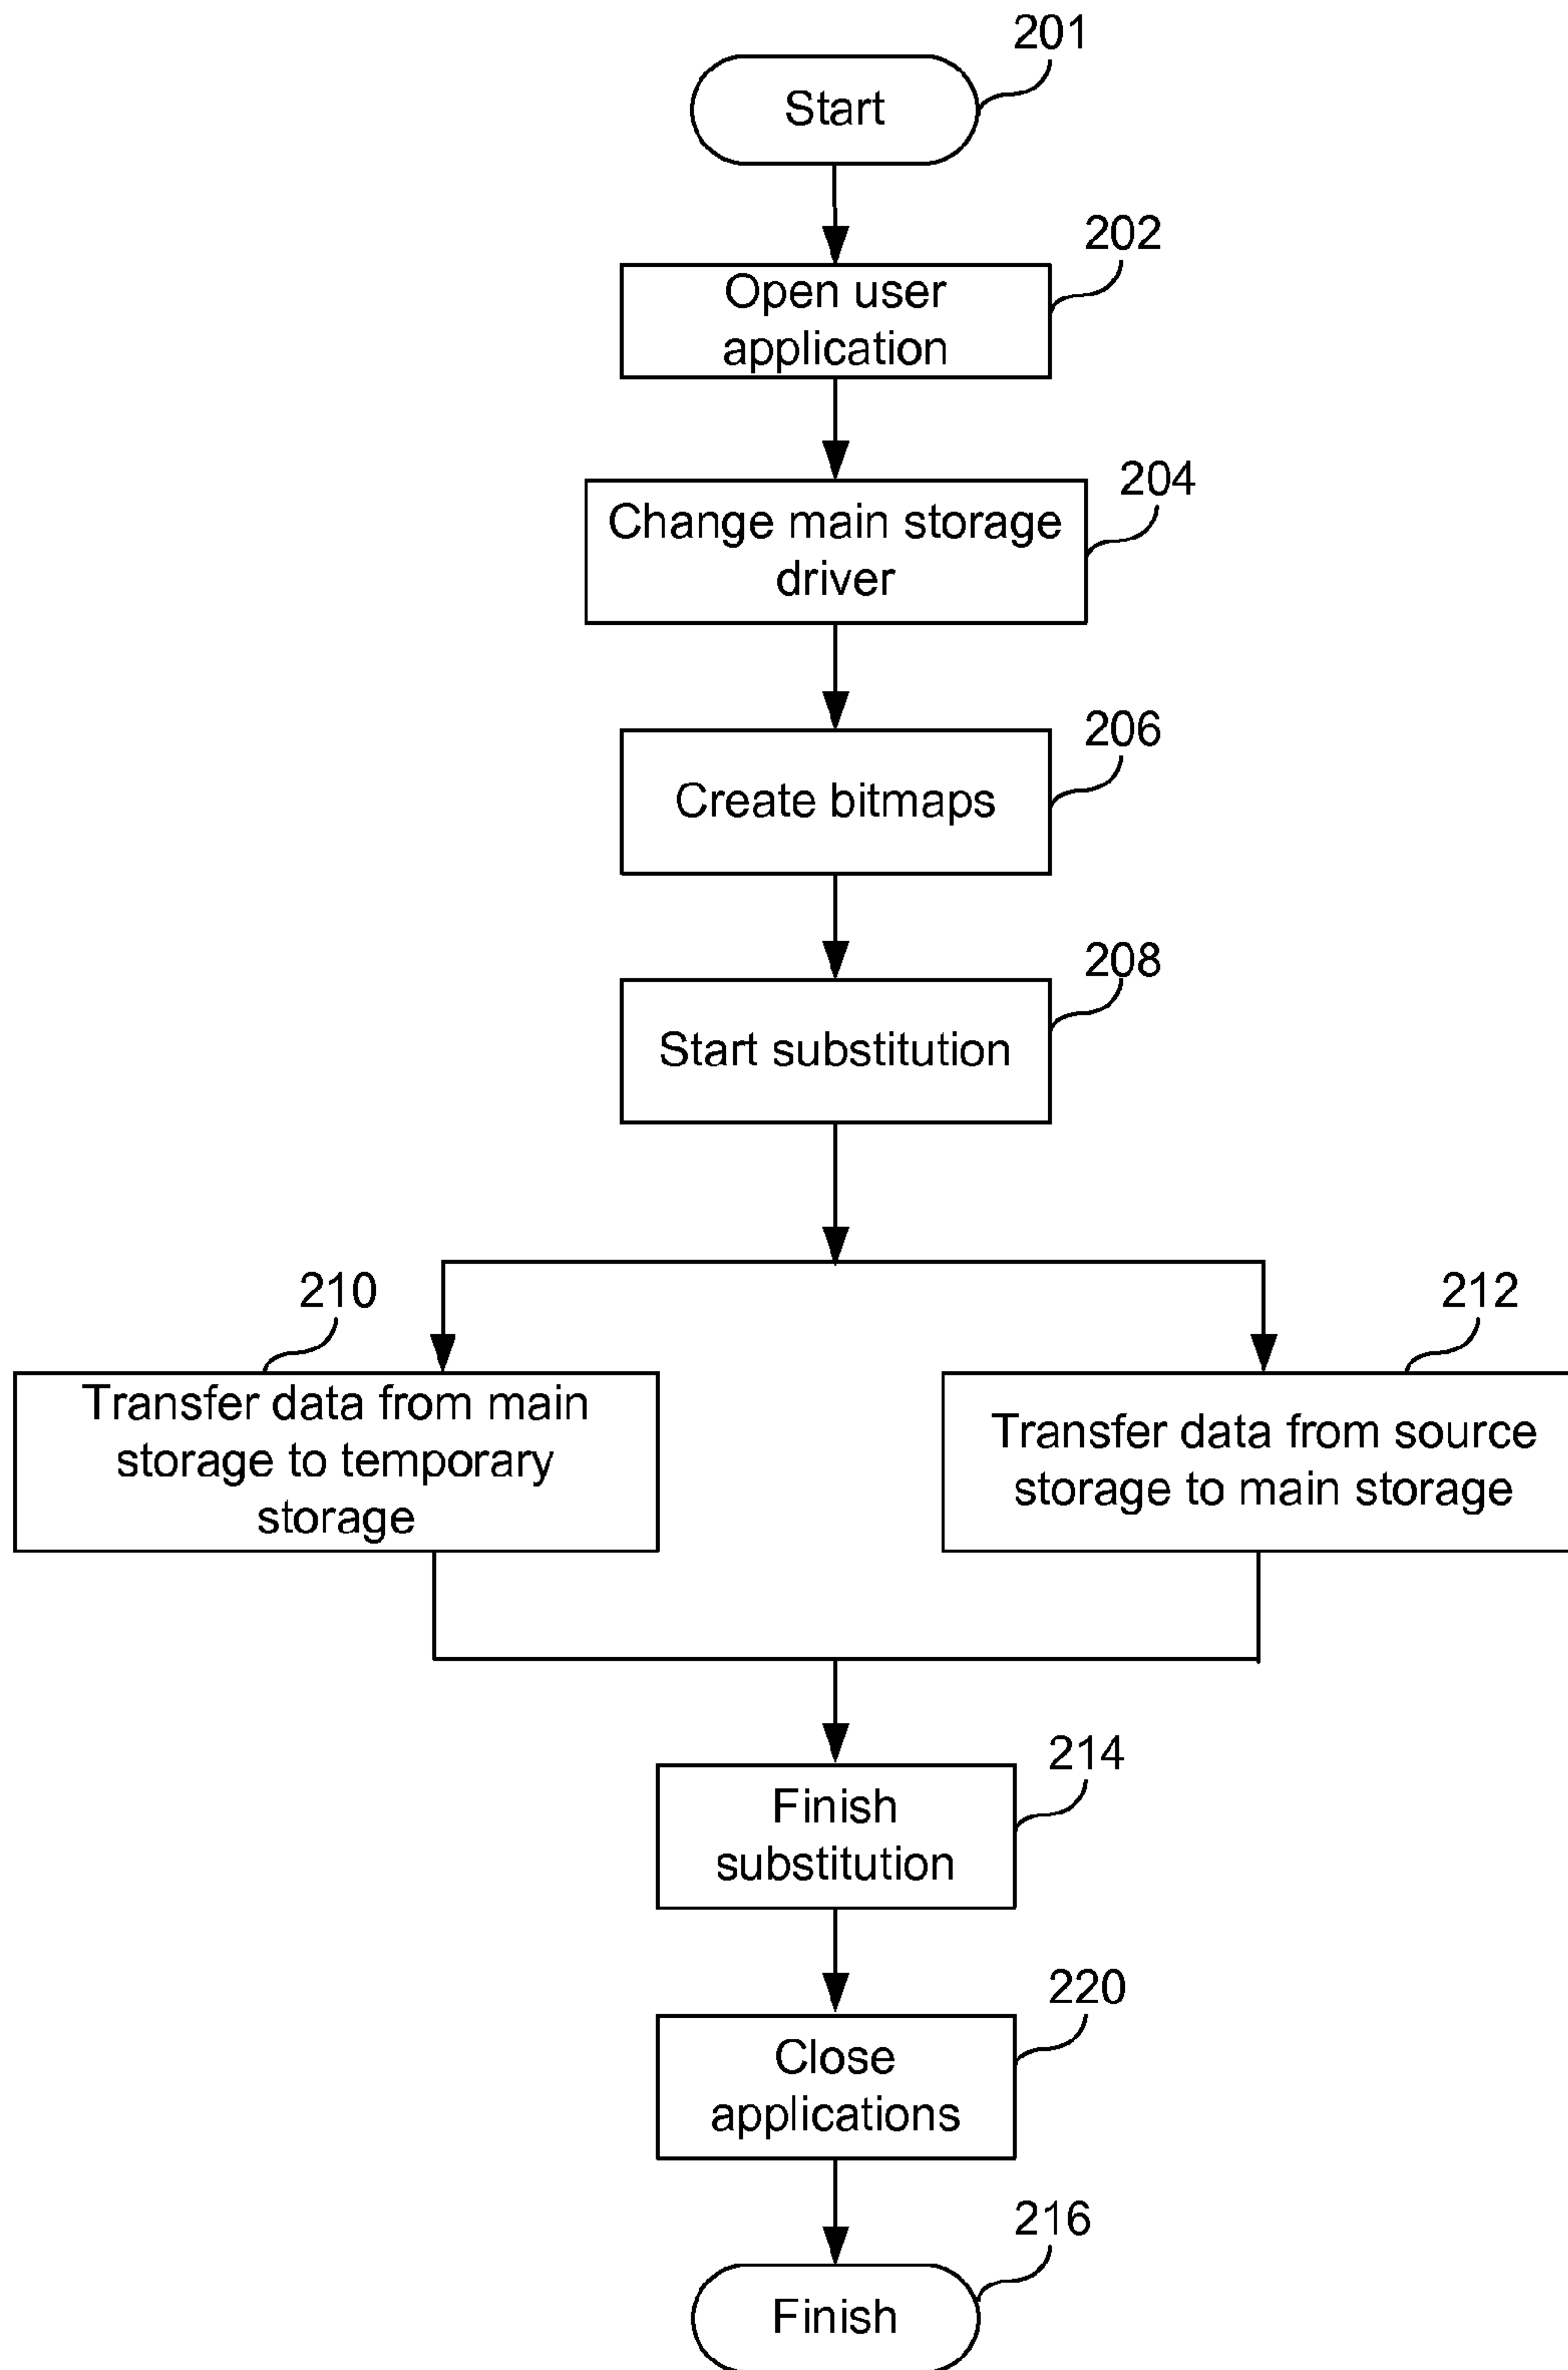 201
Start
202
Open user
application
204
Change main storage
driver
206
Create bitmaps
208
Start substitution
210
Transfer data from main
storage to temporary
storage
212
Transfer data from source
storage to main storage
214
Finish
substitution
220
Close
applications
216
Finish